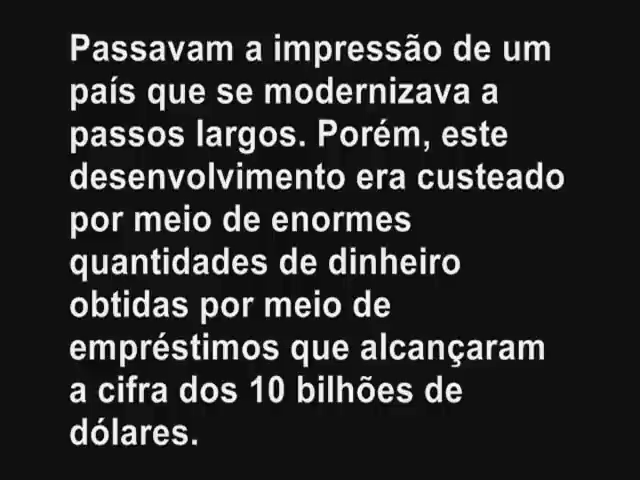 Passavam a impressão de um
país que se modernizava a
passos largos. Porém, este
desenvolvimento era custeado
por meio de enormes
quantidades de dinheiro
obtidas por meio de
empréstimos que alcançaram
a cifra dos 10 bilhões de
dólares.